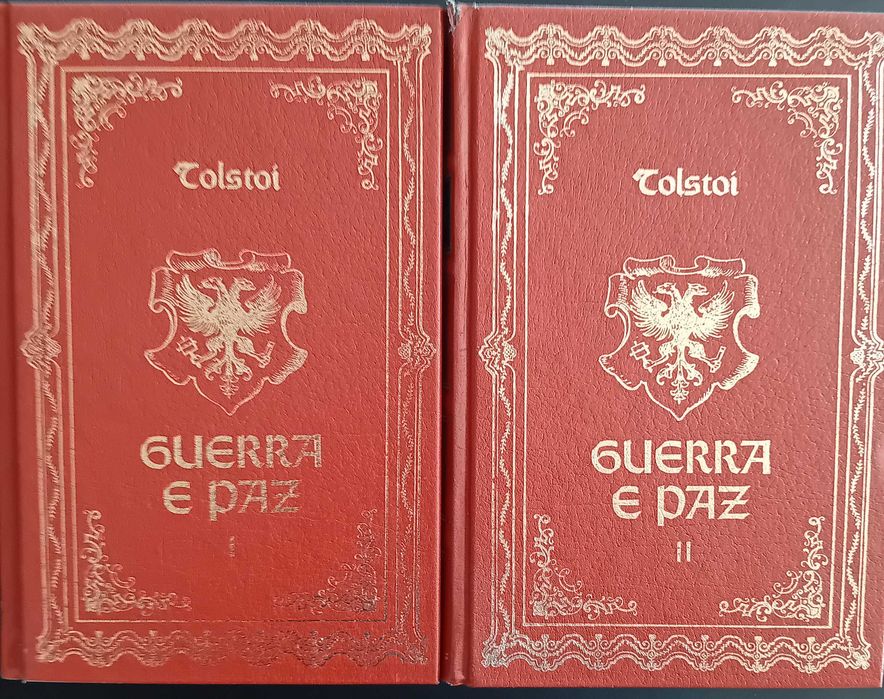 Tolstoi
GUERRA
E PAZ
I
Tolstoi
GUERRA
E PAZ
II